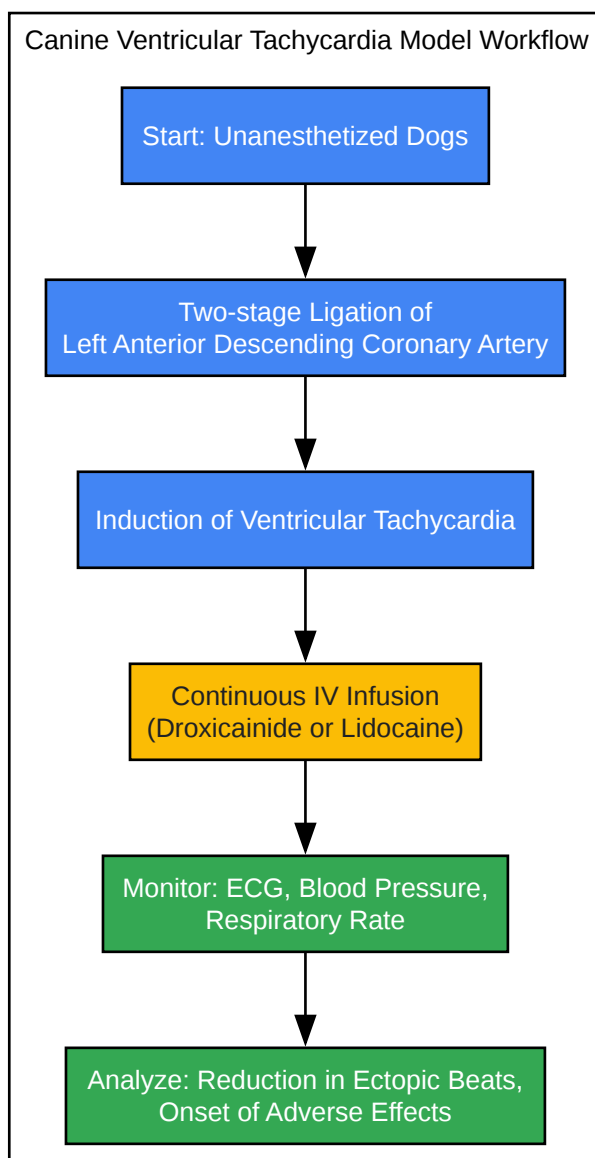 Canine Ventricular Tachycardia Model Workflow
Start: Unanesthetized Dogs
Two-stage Ligation of
Left Anterior Descending Coronary Artery
Induction of Ventricular Tachycardia
Continuous IV Infusion
(Droxicainide or Lidocaine)
Monitor: ECG, Blood Pressure,
Respiratory Rate
Analyze: Reduction in Ectopic Beats,
Onset of Adverse Effects